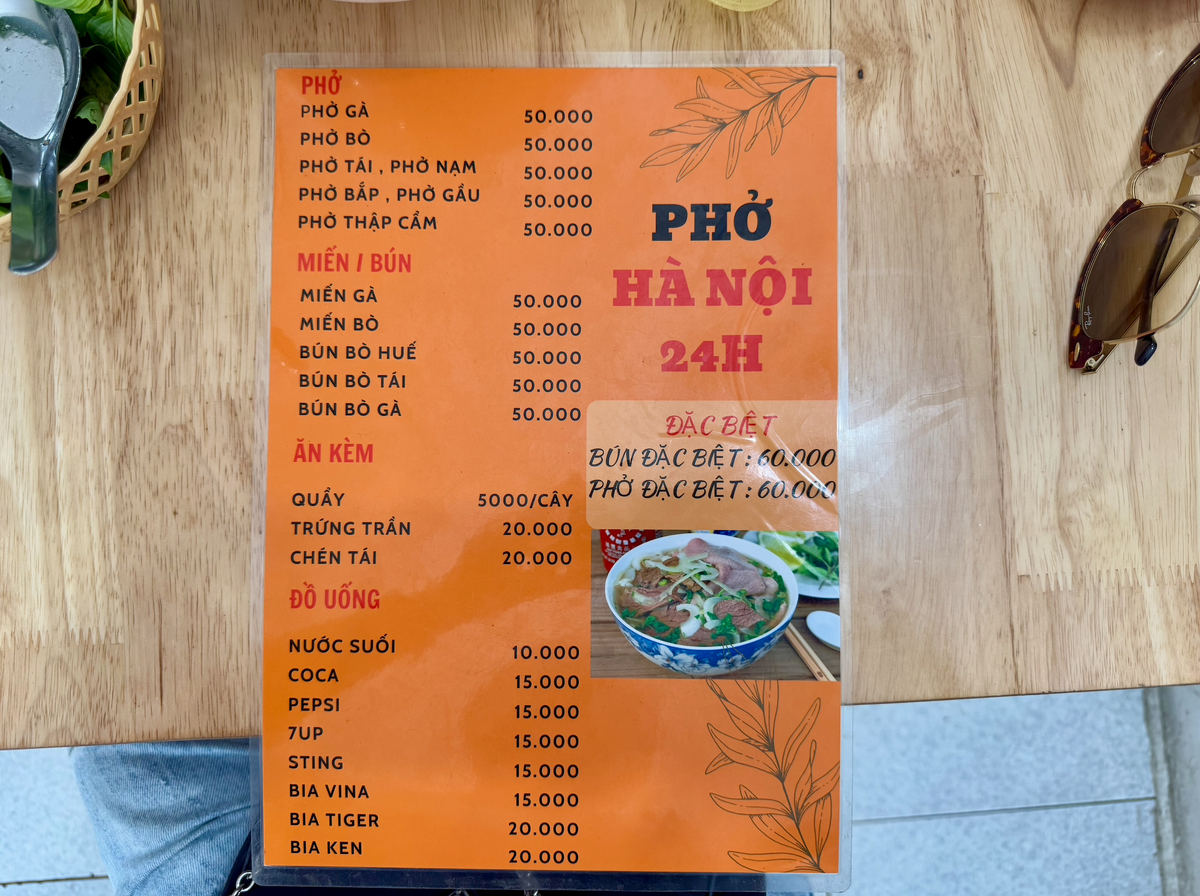 PHỞ
PHỞ GÀ 50.000
PHỞ BÒ 50.000
PHỞ TÁI , PHỞ NẠM 50.000
PHỞ BẮP , PHỞ GẦU 50.000
PHỞ THẬP CẨM 50.000
MIẾN / BÚN
MIẾN GÀ 50.000
MIẾN BÒ 50.000
BÚN BÒ HUẾ 50.000
BÚN BÒ TÁI 50.000
BÚN BÒ GÀ 50.000
ĂN KÈM
QUẨY 5000/CÂY
TRỨNG TRẦN 20.000
CHÉN TÁI 20.000
ĐỒ UỐNG
NƯỚC SUỐI 10.000
COCA 15.000
PEPSI 15.000
7UP 15.000
STING 15.000
BIA VINA 15.000
BIA TIGER 20.000
BIA KEN 20.000
PHỞ
HÀ NỘI
24H
ĐẶC BIỆT
BÚN ĐẶC BIỆT : 60.000
PHỞ ĐẶC BIỆT : 60.000
Ray-Ban